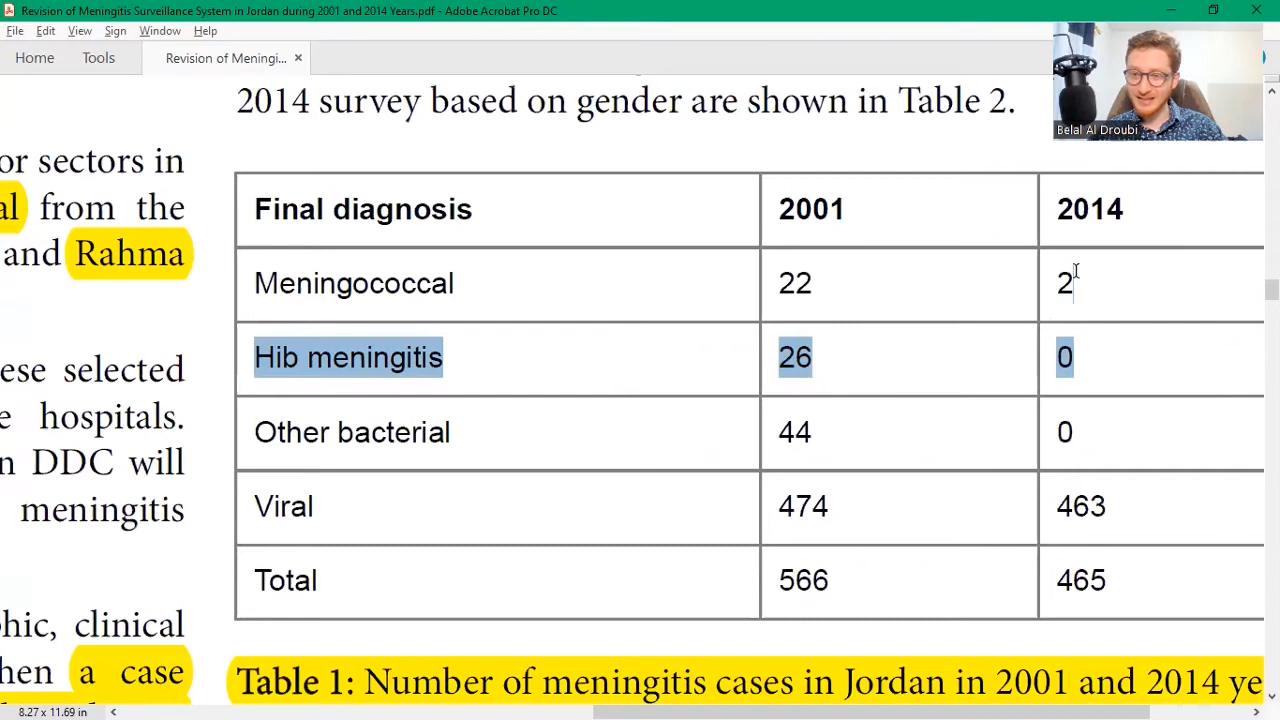 Revision of Meningitis Surveillance System in Jordan during 2001 and 2014 Years.pdf - Adobe Acrobat Pro DC
File Edit View Sign Window Help
Home Tools Revision of Meningi... ×
2014 survey based on gender are shown in Table 2.
Belal Al Droubi
or sectors in
al from the
and Rahma
ese selected
e hospitals.
n DDC will
meningitis
hic, clinical
hen a case
Final diagnosis 2001 2014
Meningococcal 22 2
Hib meningitis 26 0
Other bacterial 44 0
Viral 474 463
Total 566 465
Table 1: Number of meningitis cases in Jordan in 2001 and 2014 ye
8.27 x 11.69 in